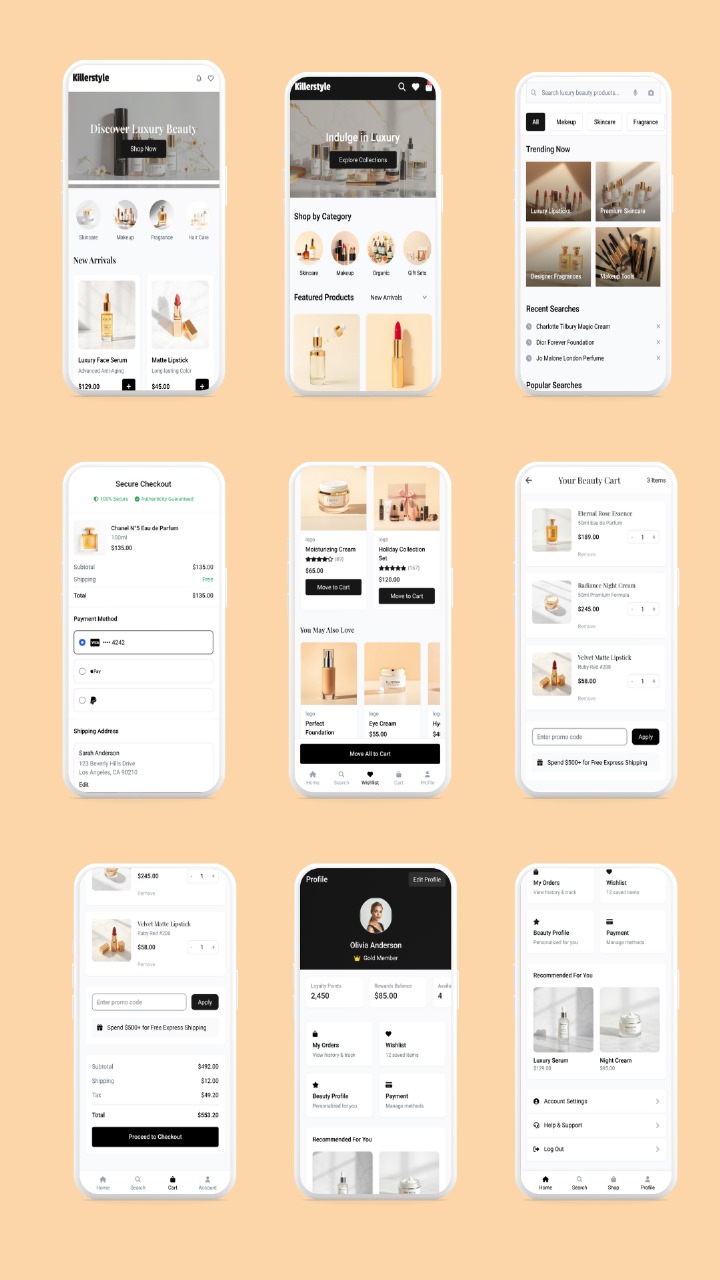 Killerstyle
Discover Luxury Beauty
Shop Now
Skincare
Makeup
Fragrance
Hair Care
New Arrivals
Luxury Face Serum
Advanced Anti-Aging
$129.00
+
Matte Lipstick
Long-lasting Color
$45.00
+
Killerstyle
Indulge in Luxury
Explore Collections
Shop by Category
Skincare
Makeup
Organic
Gift Sets
Featured Products
New Arrivals
Search luxury beauty products...
All
Makeup
Skincare
Fragrance
Trending Now
Luxury Lipsticks
Premium Skincare
Designer Fragrances
Makeup Tools
Recent Searches
Charlotte Tilbury Magic Cream ×
Dior Forever Foundation ×
Jo Malone London Perfume ×
Popular Searches
Secure Checkout
100% Secure
Authenticity Guaranteed
Chanel N°5 Eau de Parfum
100ml
$135.00
Subtotal $135.00
Shipping Free
Total $135.00
Payment Method
VISA •••• 4242
Pay
Shipping Address
Sarah Anderson
123 Beverly Hills Drive
Los Angeles, CA 90210
Edit
logo
Moisturizing Cream
★★★★☆ (89)
$65.00
Move to Cart
logo
Holiday Collection
Set
★★★★★ (167)
$120.00
Move to Cart
You May Also Love
logo
Perfect
Foundation
logo
Eye Cream
$55.00
logo
Hy
$4
Move All to Cart
Home
Search
Wishlist
Cart
Profile
Your Beauty Cart
3 Items
Eternal Rose Essence
50ml Eau de Parfum
$189.00
- 1 +
Remove
Radiance Night Cream
50ml Premium Formula
$245.00
- 1 +
Remove
Velvet Matte Lipstick
Ruby Red #208
$58.00
- 1 +
Remove
Enter promo code
Apply
Spend $500+ for Free Express Shipping
$245.00
- 1 +
Remove
Velvet Matte Lipstick
Ruby Red #208
$58.00
- 1 +
Remove
Enter promo code
Apply
Spend $500+ for Free Express Shipping
Subtotal $492.00
Shipping $12.00
Tax $49.20
Total $553.20
Proceed to Checkout
Home
Search
Cart
Account
Profile
Edit Profile
Olivia Anderson
Gold Member
Loyalty Points
2,450
Rewards Balance
$85.00
4
My Orders
View history & track
Wishlist
12 saved items
Beauty Profile
Personalized for you
Payment
Manage methods
Recommended For You
My Orders
View history & track
Wishlist
12 saved items
Beauty Profile
Personalized for you
Payment
Manage methods
Recommended For You
Luxury Serum
$129.00
Night Cream
$95.00
Account Settings
Help & Support
Log Out
Home
Search
Shop
Profile